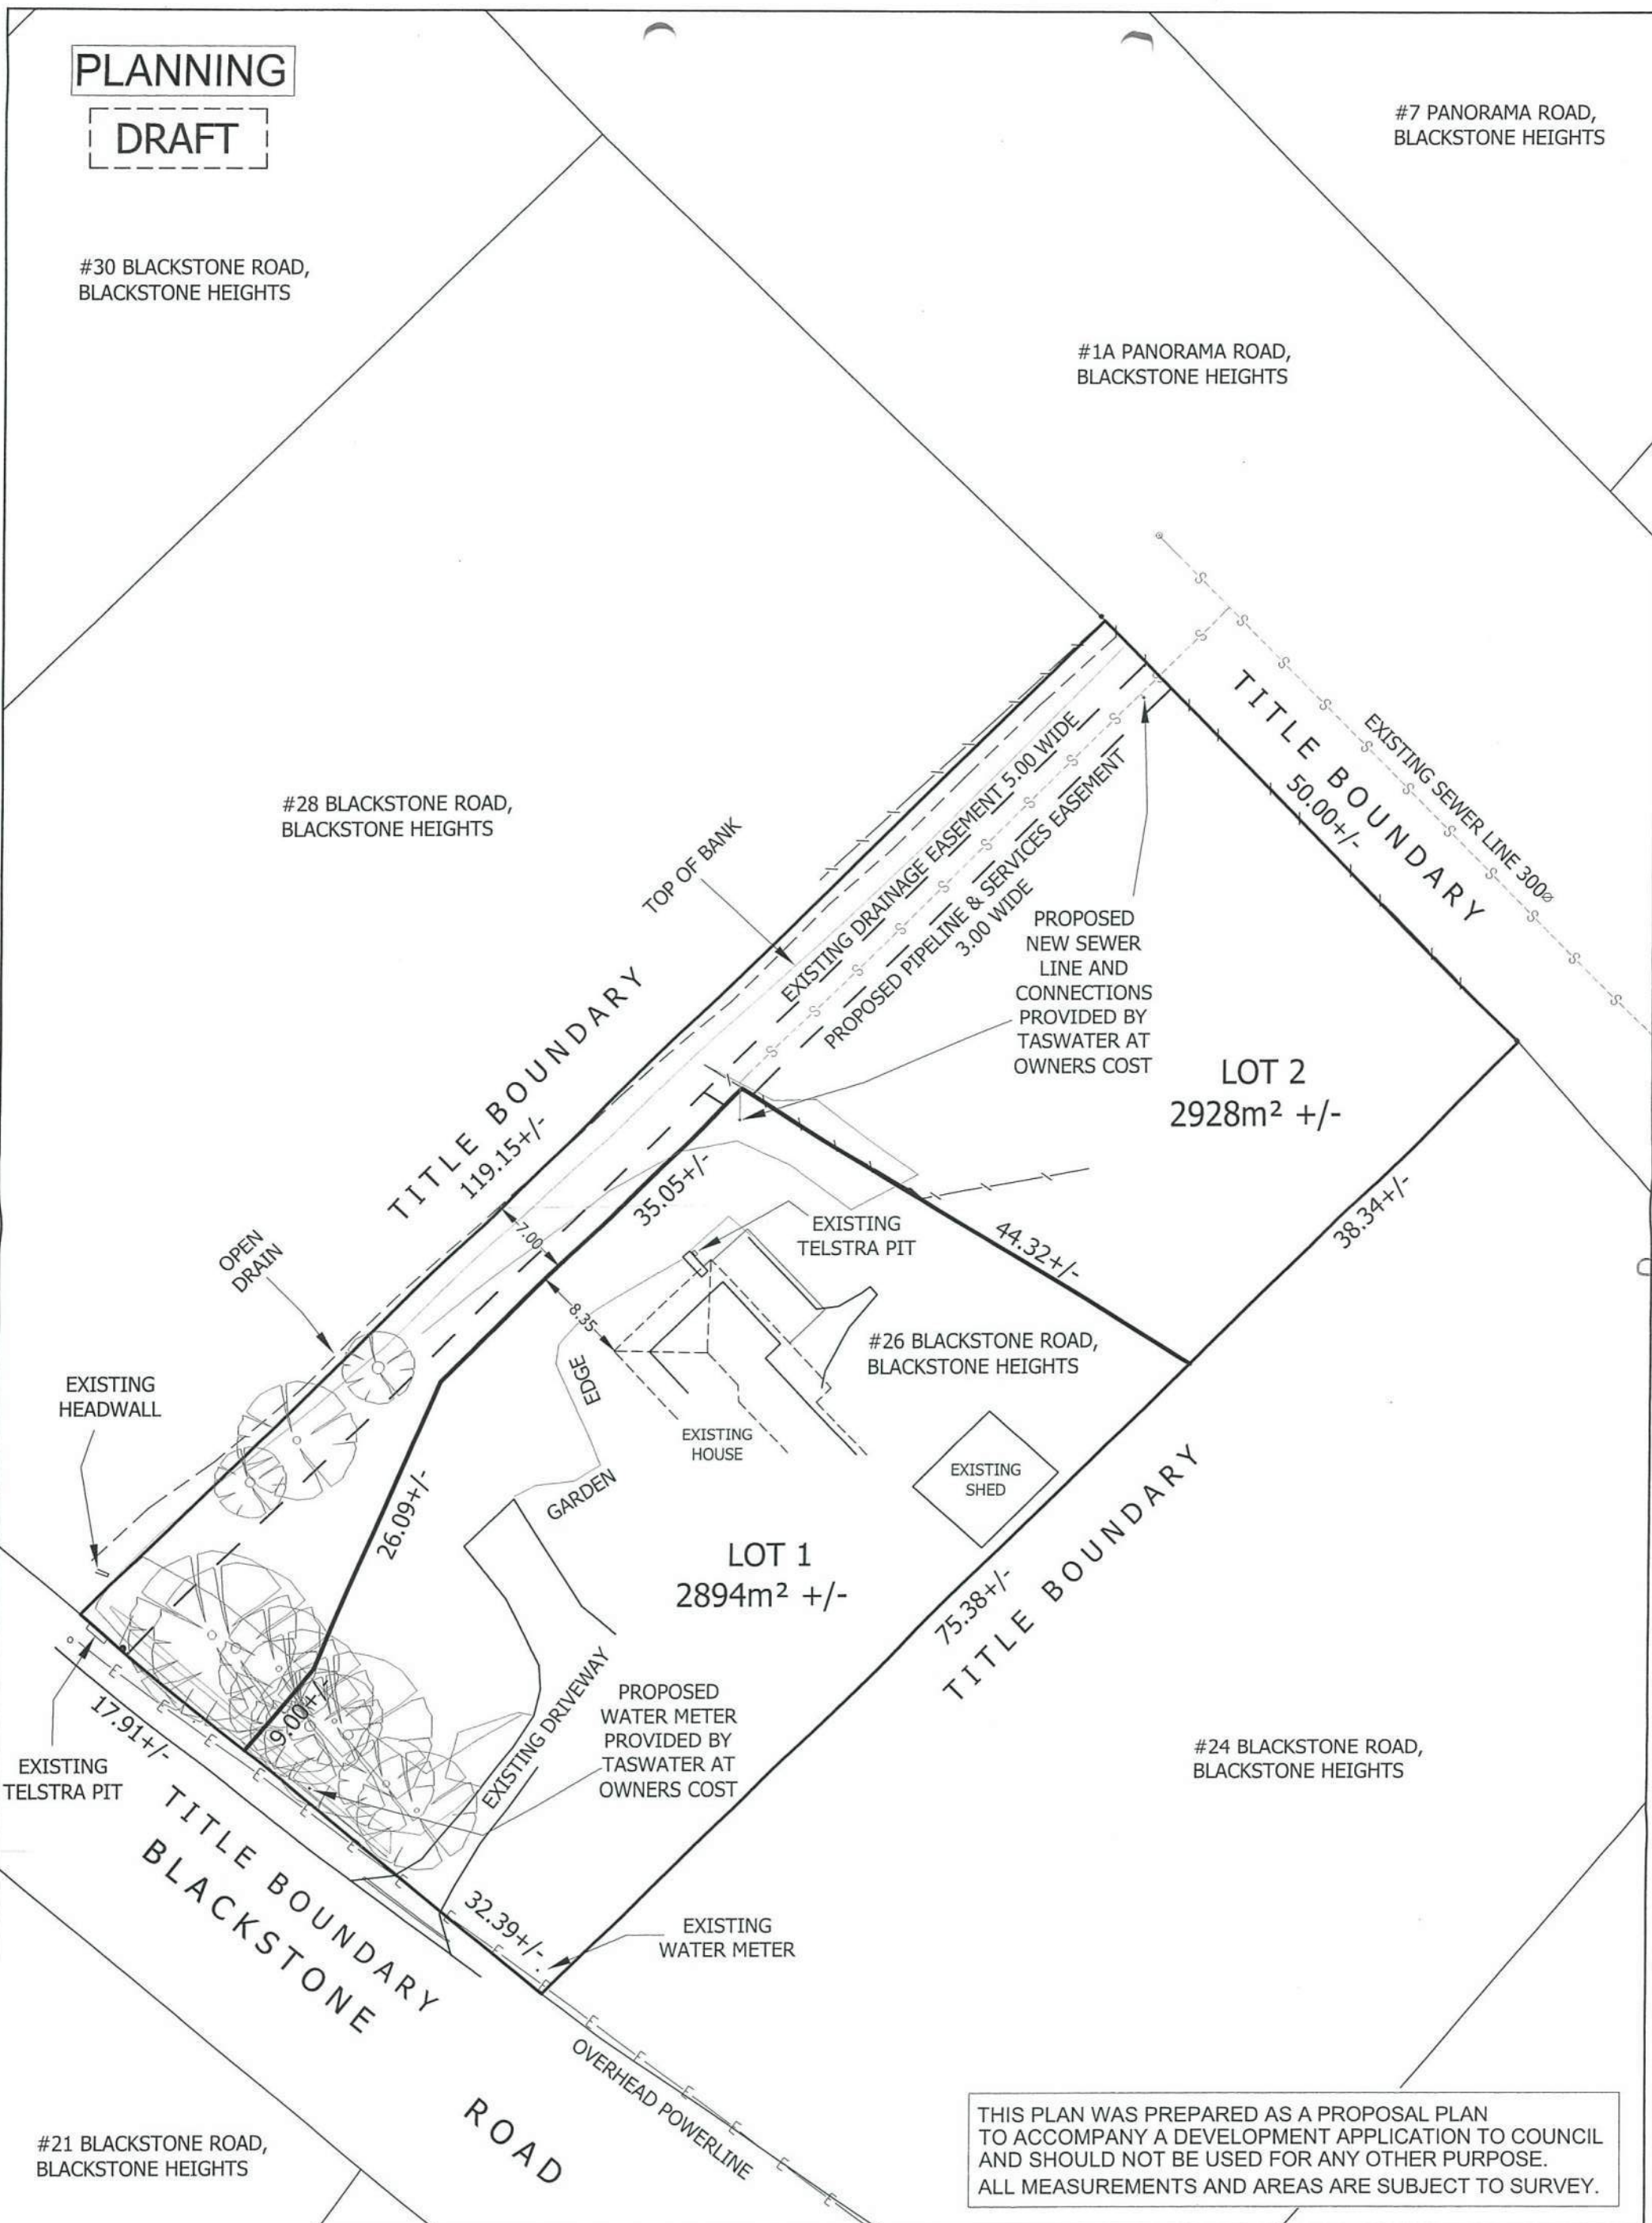 PLANNING
DRAFT
#7 PANORAMA ROAD,
BLACKSTONE HEIGHTS
#30 BLACKSTONE ROAD,
BLACKSTONE HEIGHTS
#1A PANORAMA ROAD,
BLACKSTONE HEIGHTS
#28 BLACKSTONE ROAD,
BLACKSTONE HEIGHTS
TITLE BOUNDARY
50.00+/-
EXISTING SEWER LINE 300⌀
TOP OF BANK
EXISTING DRAINAGE EASEMENT 5.00 WIDE
PROPOSED PIPELINE & SERVICES EASEMENT
3.00 WIDE
PROPOSED
NEW SEWER
LINE AND
CONNECTIONS
PROVIDED BY
TASWATER AT
OWNERS COST
LOT 2
2928m² +/-
TITLE BOUNDARY
119.15+/-
35.05+/-
7.00
8.35
OPEN
DRAIN
EXISTING
TELSTRA PIT
44.32+/-
38.34+/-
#26 BLACKSTONE ROAD,
BLACKSTONE HEIGHTS
EXISTING
HEADWALL
EDGE
GARDEN
EXISTING
HOUSE
EXISTING
SHED
26.09+/-
LOT 1
2894m² +/-
75.38+/-
TITLE BOUNDARY
9.00+/-
EXISTING DRIVEWAY
PROPOSED
WATER METER
PROVIDED BY
TASWATER AT
OWNERS COST
#24 BLACKSTONE ROAD,
BLACKSTONE HEIGHTS
17.91+/-
EXISTING
TELSTRA PIT
TITLE BOUNDARY
32.39+/-
EXISTING
WATER METER
BLACKSTONE
ROAD
OVERHEAD POWERLINE
#21 BLACKSTONE ROAD,
BLACKSTONE HEIGHTS
THIS PLAN WAS PREPARED AS A PROPOSAL PLAN
TO ACCOMPANY A DEVELOPMENT APPLICATION TO COUNCIL
AND SHOULD NOT BE USED FOR ANY OTHER PURPOSE.
ALL MEASUREMENTS AND AREAS ARE SUBJECT TO SURVEY.